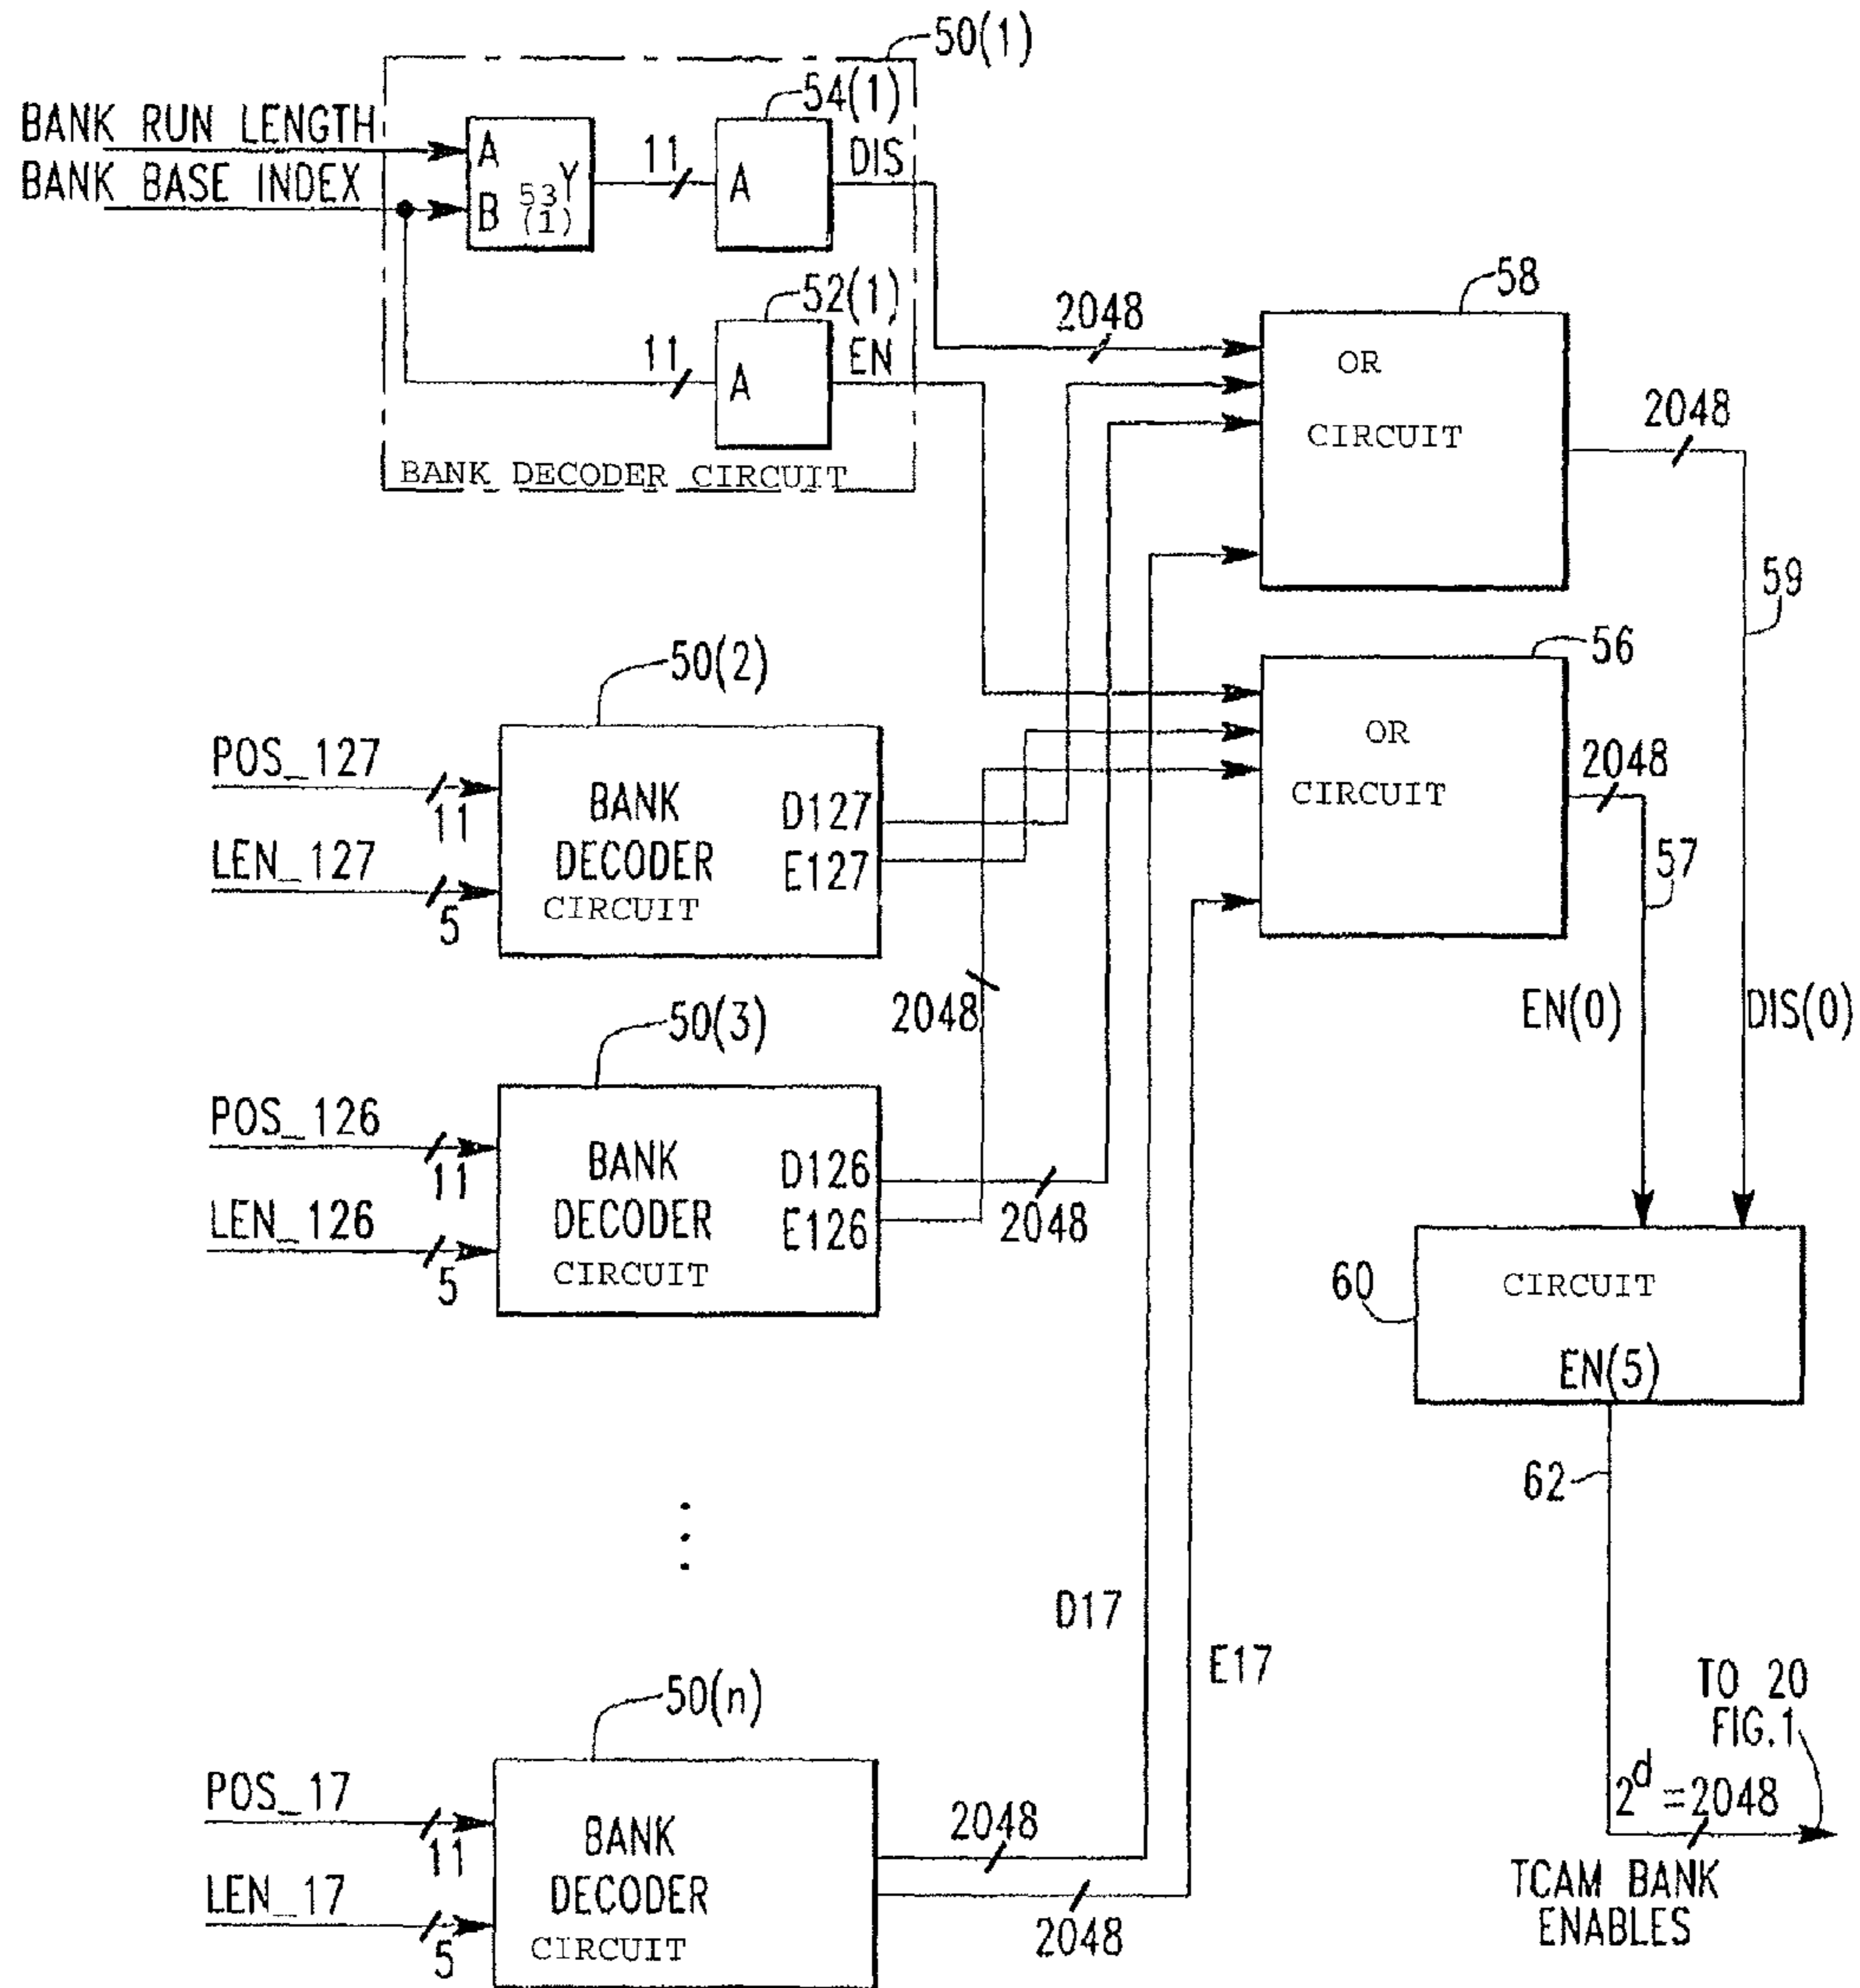 50(1)
54(1)
BANK RUN LENGTH
BANK BASE INDEX
A
B
Y
53
(1)
11
A
DIS
52(1)
11
A
EN
BANK DECODER CIRCUIT
2048
58
OR
CIRCUIT
2048
59
56
OR
CIRCUIT
2048
57
50(2)
POS_127
11
LEN_127
5
BANK
DECODER
CIRCUIT
D127
E127
2048
EN(0)
DIS(0)
50(3)
POS_126
11
LEN_126
5
BANK
DECODER
CIRCUIT
D126
E126
2048
60
CIRCUIT
EN(5)
62
D17
E17
50(n)
POS_17
11
LEN_17
5
BANK
DECODER
CIRCUIT
2048
2048
TO 20
FIG.1
2^d=2048
TCAM BANK
ENABLES